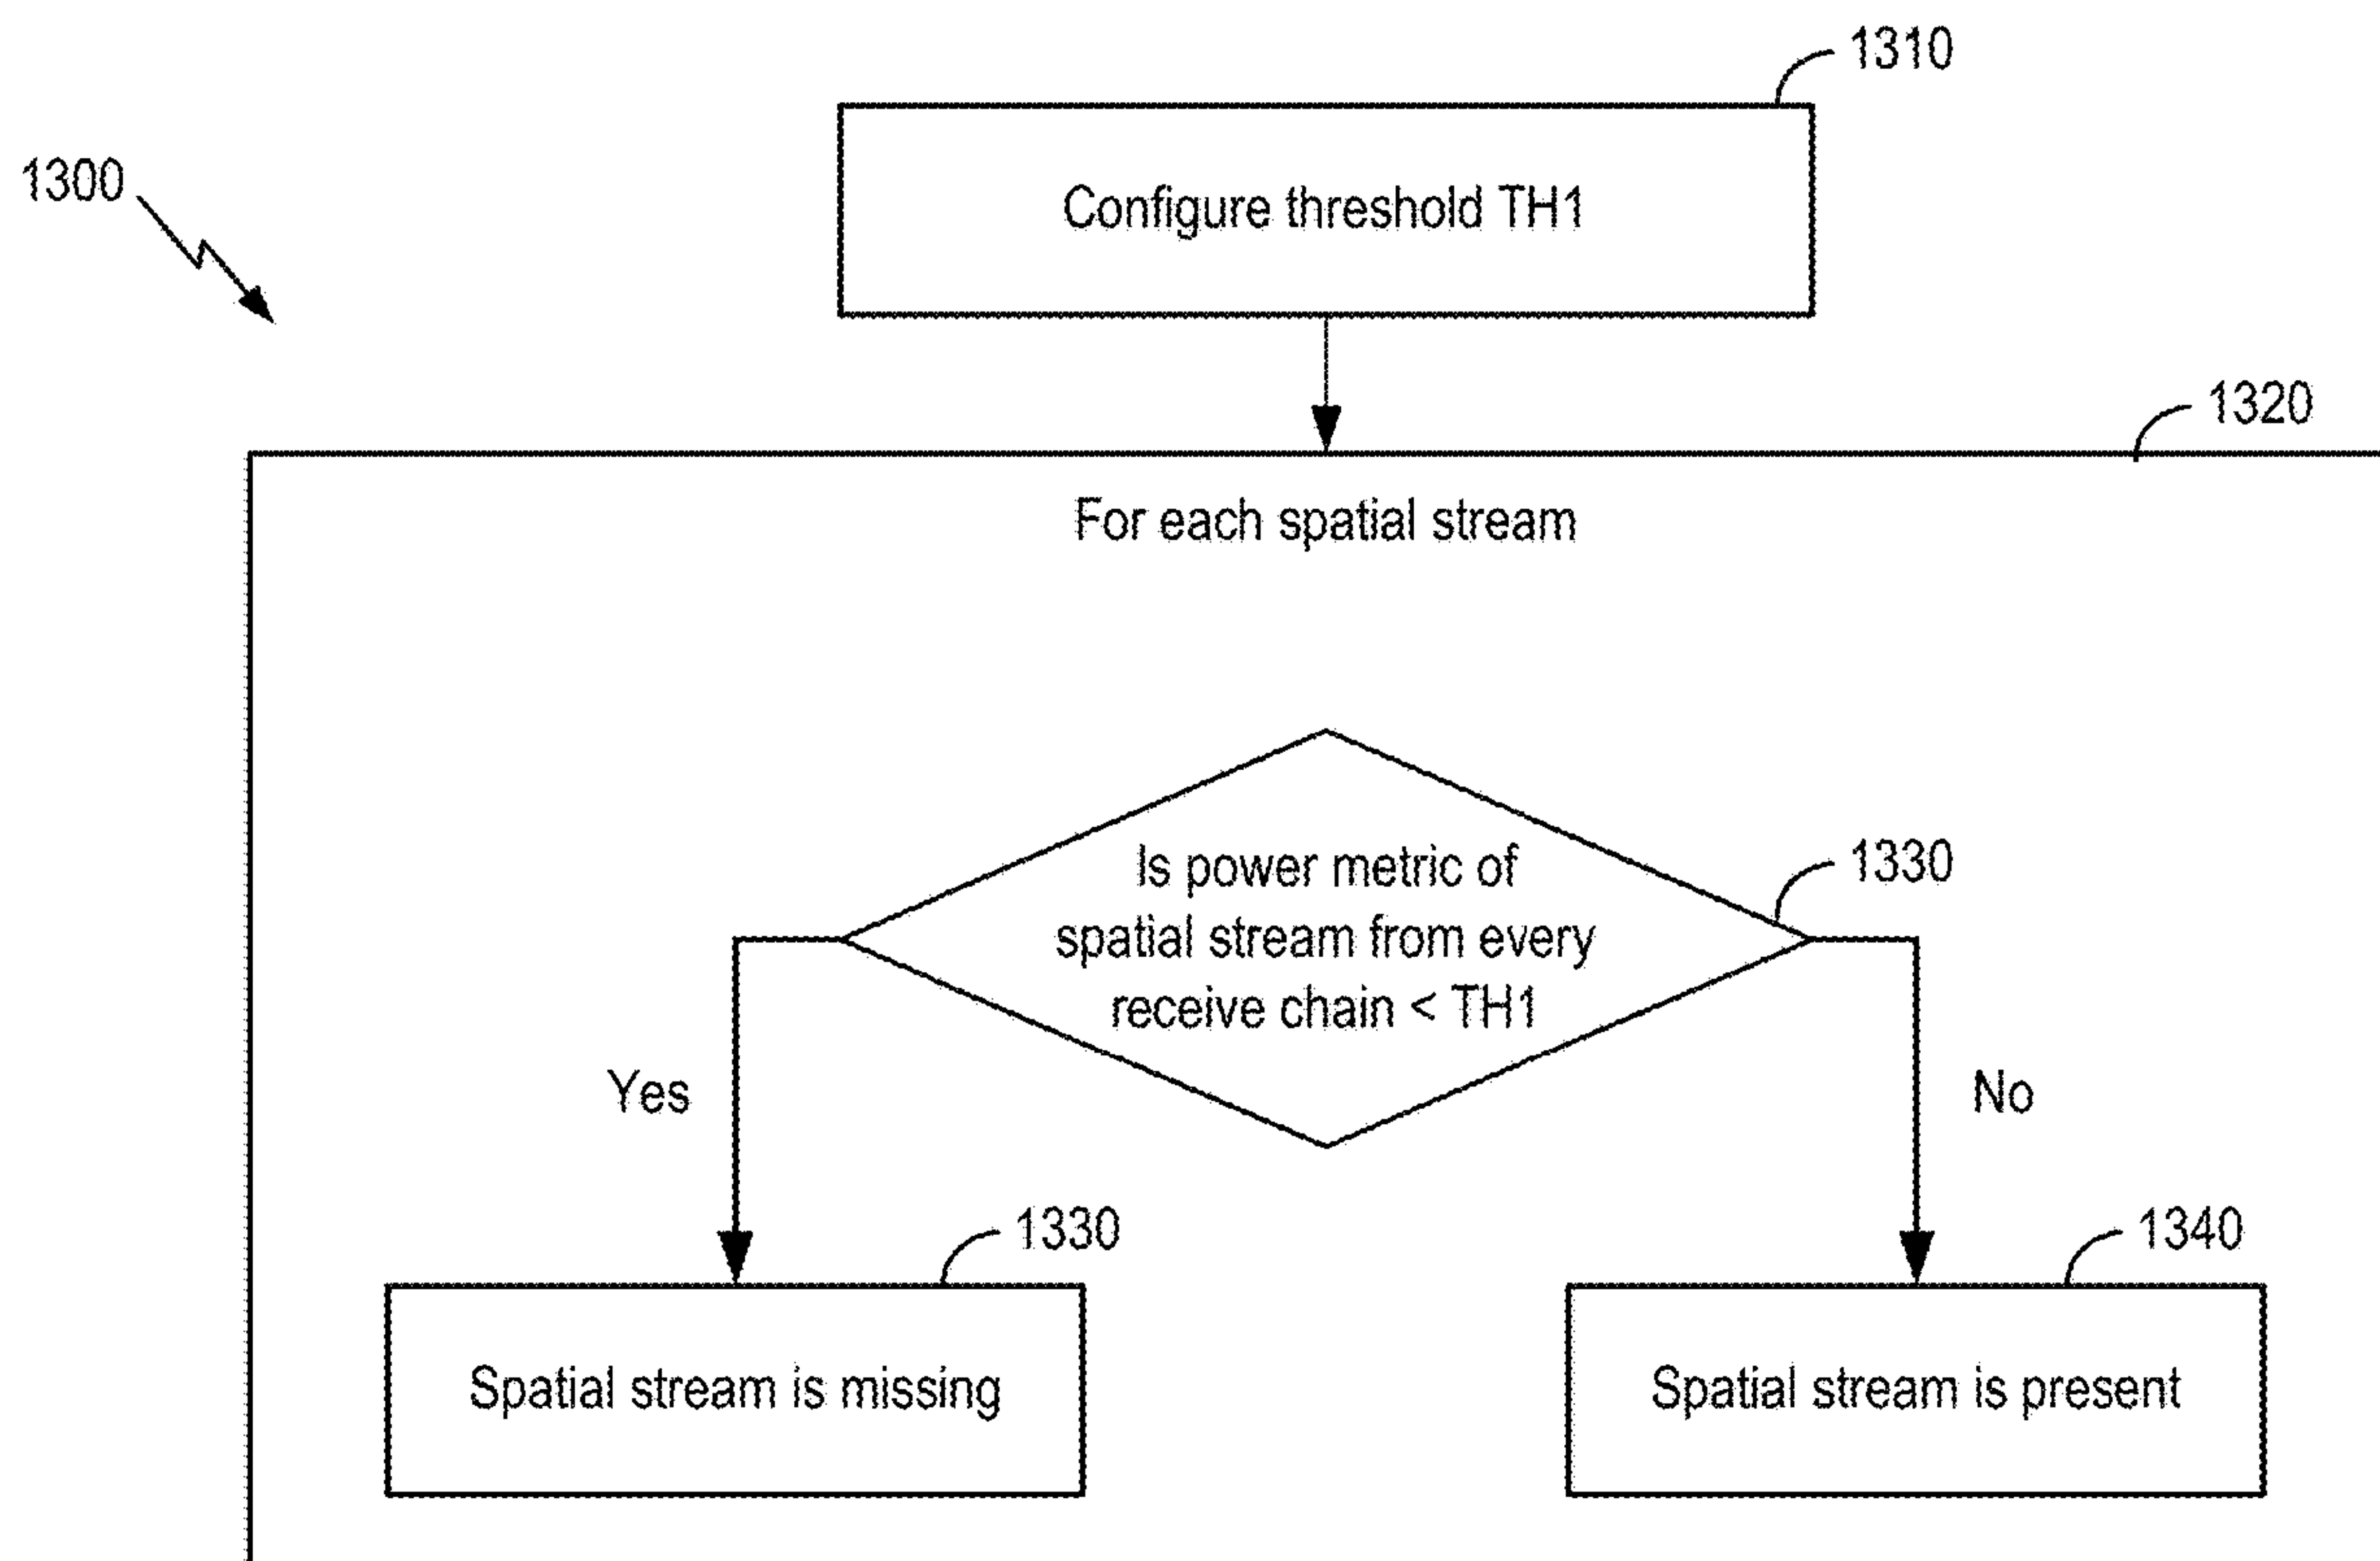 1310
1300
Configure threshold TH1
1320
For each spatial stream
Is power metric of
spatial stream from every
receive chain < TH1
1330
Yes
No
1330
1340
Spatial stream is missing
Spatial stream is present